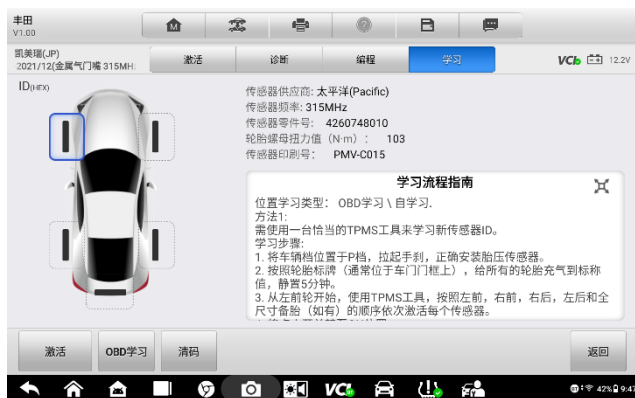 丰田
V1.00
凯美瑞(JP)
2021/12(金属气门嘴 315MH:
激活
诊断
编程
学习
VCI 12.2V
ID(HEX)
传感器供应商: 太平洋(Pacific)
传感器频率: 315MHz
传感器零件号: 4260748010
轮胎螺母扭力值（N·m）: 103
传感器印刷号: PMV-C015
学习流程指南
位置学习类型: OBD学习 \ 自学习.
方法1:
需使用一台恰当的TPMS工具来学习新传感器ID。
学习步骤:
1. 将车辆档位置于P档，拉起手刹，正确安装胎压传感器。
2. 按照轮胎标牌（通常位于车门门框上），给所有的轮胎充气到标称
值，静置5分钟。
3. 从左前轮开始，使用TPMS工具，按照左前，右前，右后，左后和全
尺寸备胎（如有）的顺序依次激活每个传感器。
激活
OBD学习
清码
返回
VCI
42% 9:47